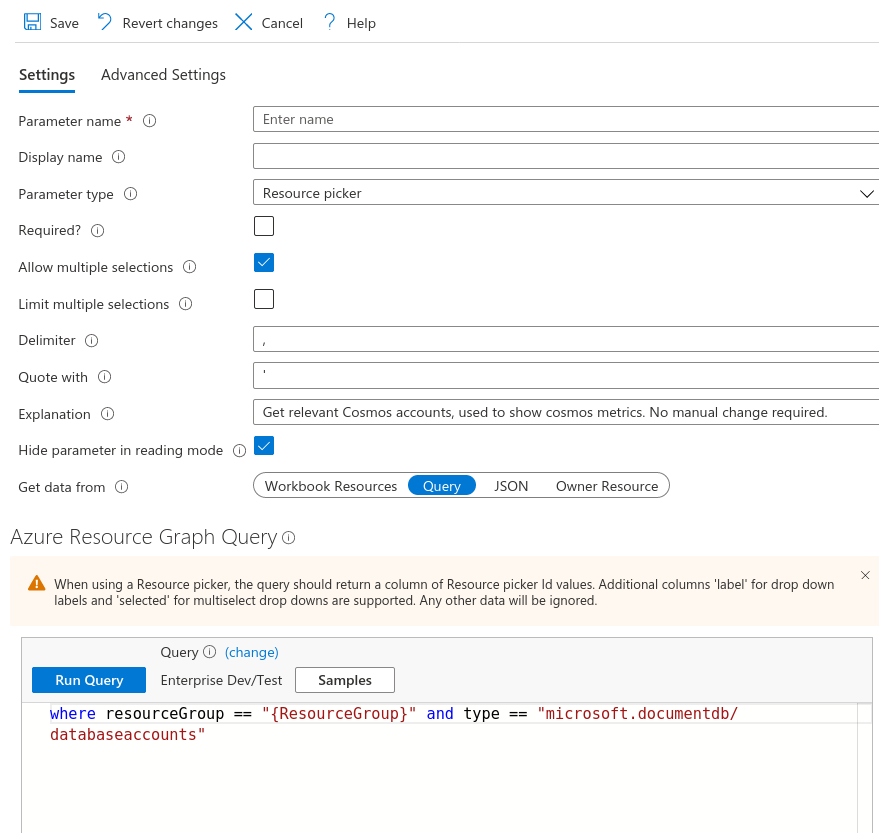 Save Revert changes Cancel ? Help
Settings Advanced Settings
Parameter name * Enter name
Display name
Parameter type Resource picker
Required?
Allow multiple selections
Limit multiple selections
Delimiter ,
Quote with '
Explanation Get relevant Cosmos accounts, used to show cosmos metrics. No manual change required.
Hide parameter in reading mode
Get data from Workbook Resources Query JSON Owner Resource
Azure Resource Graph Query
When using a Resource picker, the query should return a column of Resource picker Id values. Additional columns 'label' for drop down
labels and 'selected' for multiselect drop downs are supported. Any other data will be ignored.
Query (change)
Run Query Enterprise Dev/Test Samples
where resourceGroup == "{ResourceGroup}" and type == "microsoft.documentdb/
databaseaccounts"